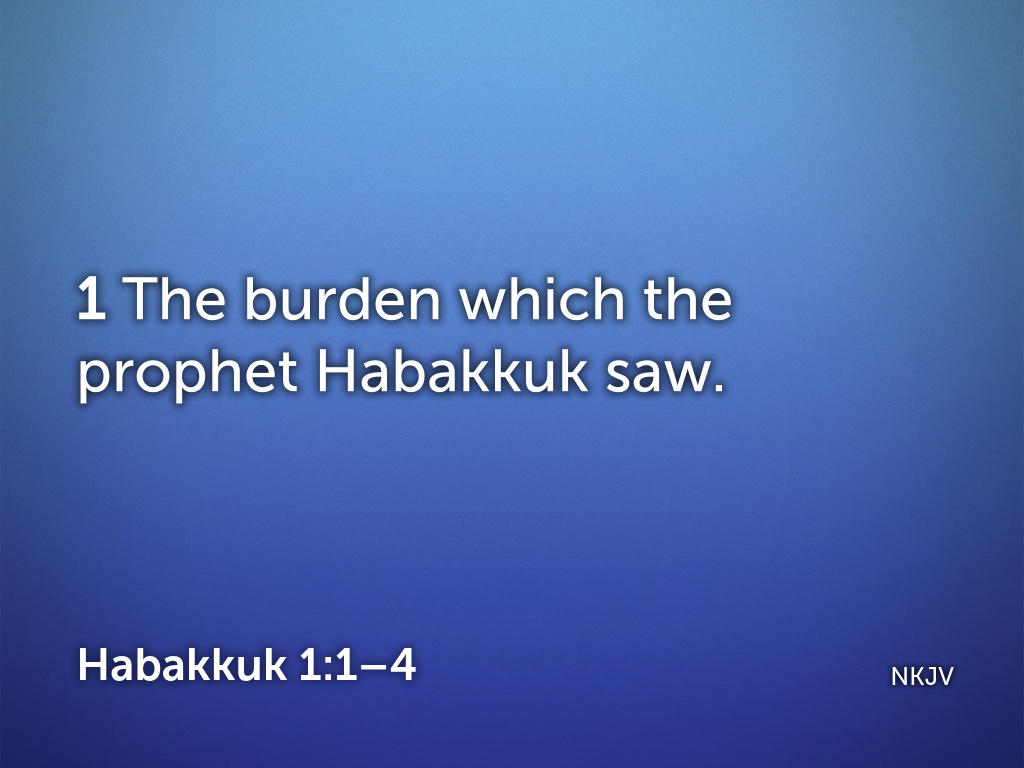 1 The burden which the
prophet Habakkuk saw.
Habakkuk 1:1–4
NKJV